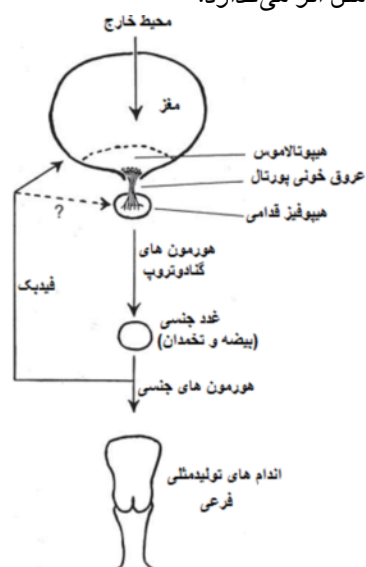 محیط خارج
مغز
هیپوتالاموس
عروق خونی پورتال
هیپوفیز قدامی
?
هورمون های
گنادوتروپ
فیدبک
غدد جنسی
(بیضه و تخمدان)
هورمون های جنسی
اندام های تولیدمثلی
فرعی